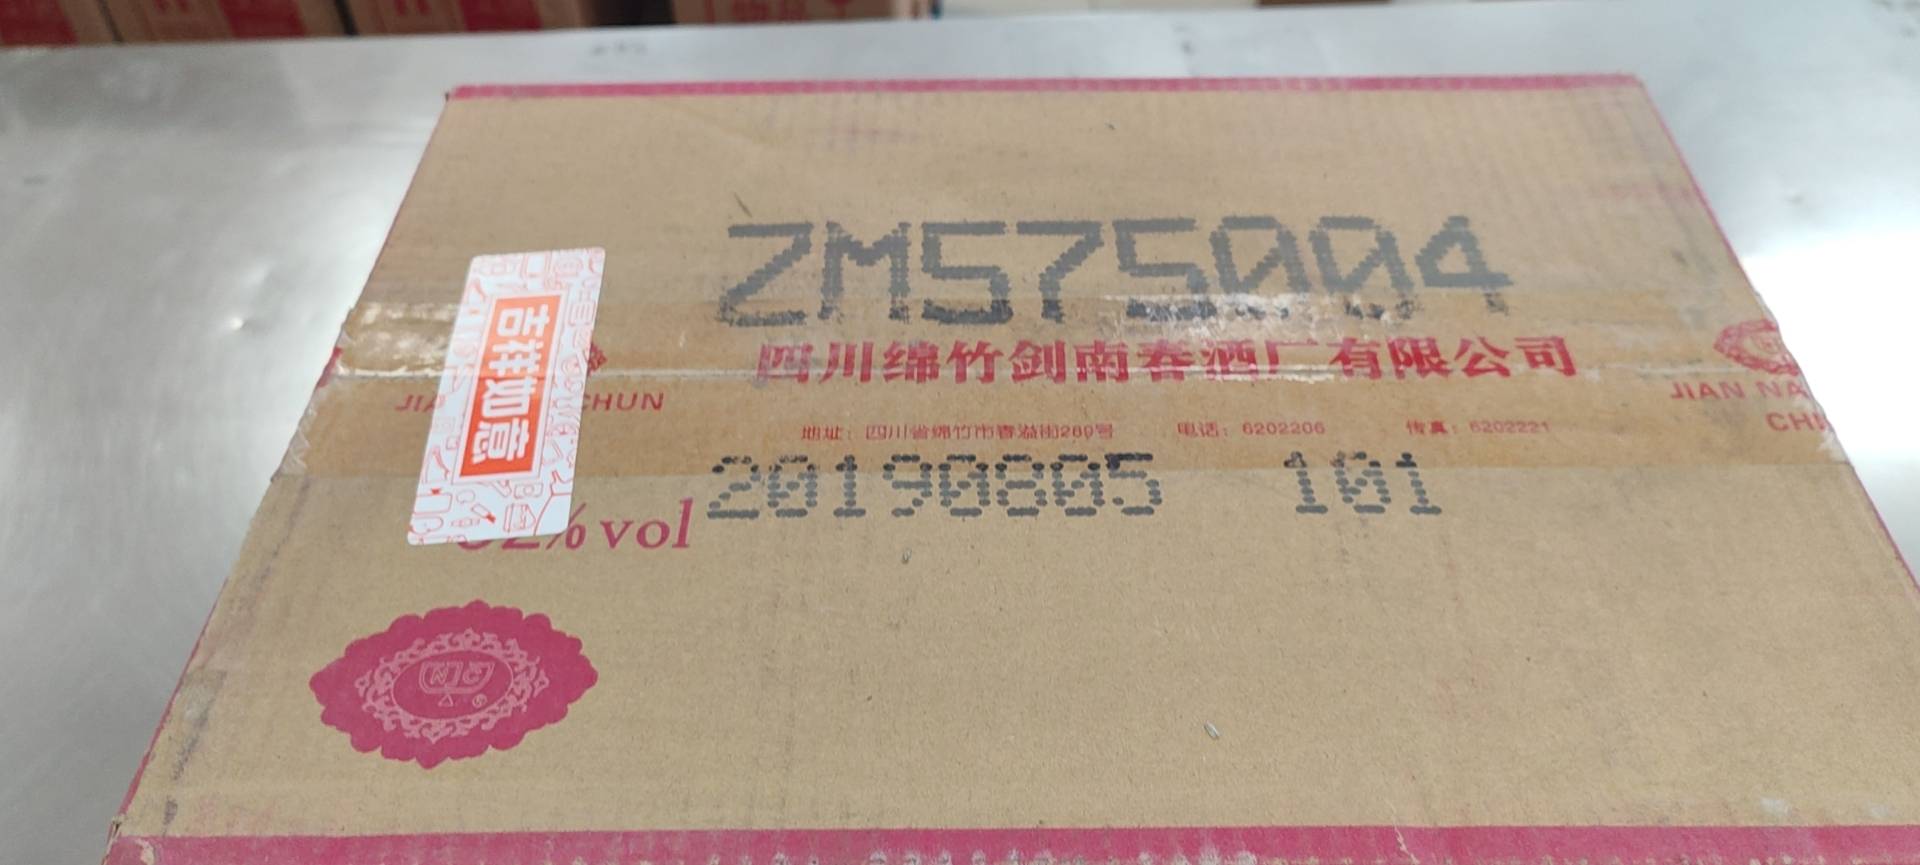 ZM575004
四川绵竹剑南春酒厂有限公司
吉祥如意
CHUN
JIAN NA
地址：四川省绵竹市春溢街289号 电话：6202206 传真：6202221
20190805 101
% vol